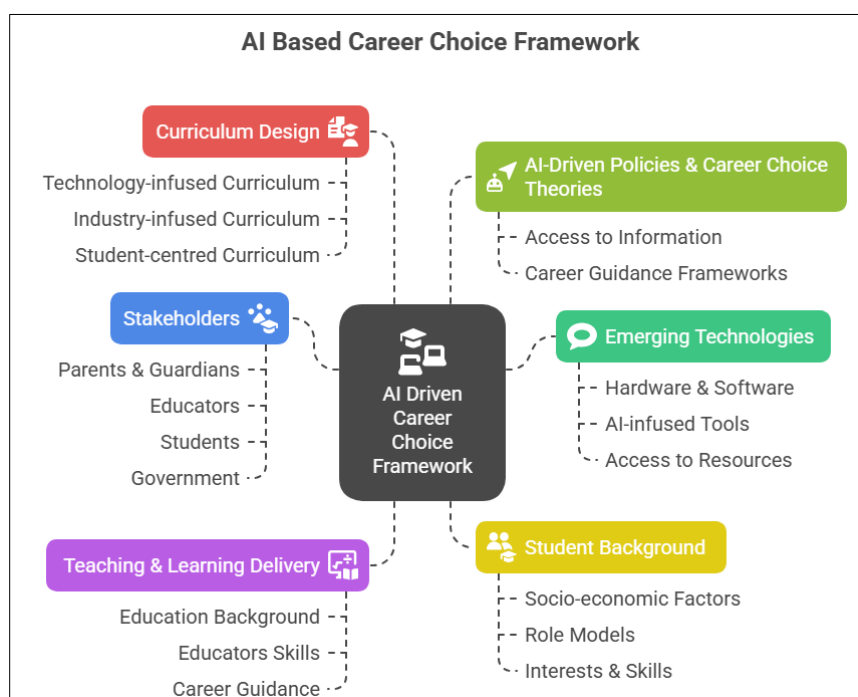 AI Based Career Choice Framework
Curriculum Design
Technology-infused Curriculum
Industry-infused Curriculum
Student-centred Curriculum
Stakeholders
Parents & Guardians
Educators
Students
Government
Teaching & Learning Delivery
Education Background
Educators Skills
Career Guidance
AI Driven
Career
Choice
Framework
AI-Driven Policies & Career Choice
Theories
Access to Information
Career Guidance Frameworks
Emerging Technologies
Hardware & Software
AI-infused Tools
Access to Resources
Student Background
Socio-economic Factors
Role Models
Interests & Skills